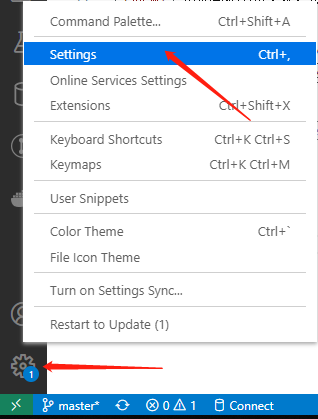 Command Palette... Ctrl+Shift+A
Settings Ctrl+,
Online Services Settings
Extensions Ctrl+Shift+X
Keyboard Shortcuts Ctrl+K Ctrl+S
Keymaps Ctrl+K Ctrl+M
User Snippets
Color Theme Ctrl+`
File Icon Theme
Turn on Settings Sync...
Restart to Update (1)
1
master* 0 1 Connect